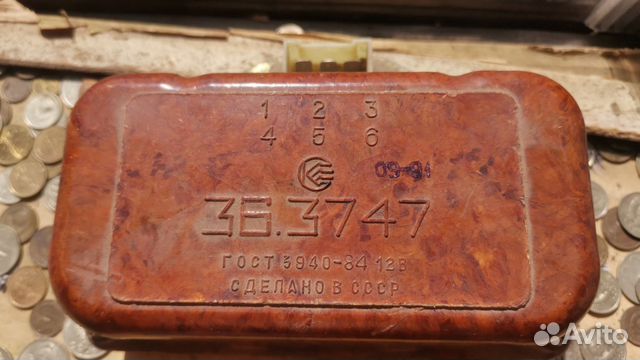 1 2 3
4 5 6
09-91
36.3747
ГОСТ 3940-84 12В
СДЕЛАНО В СССР
Avito